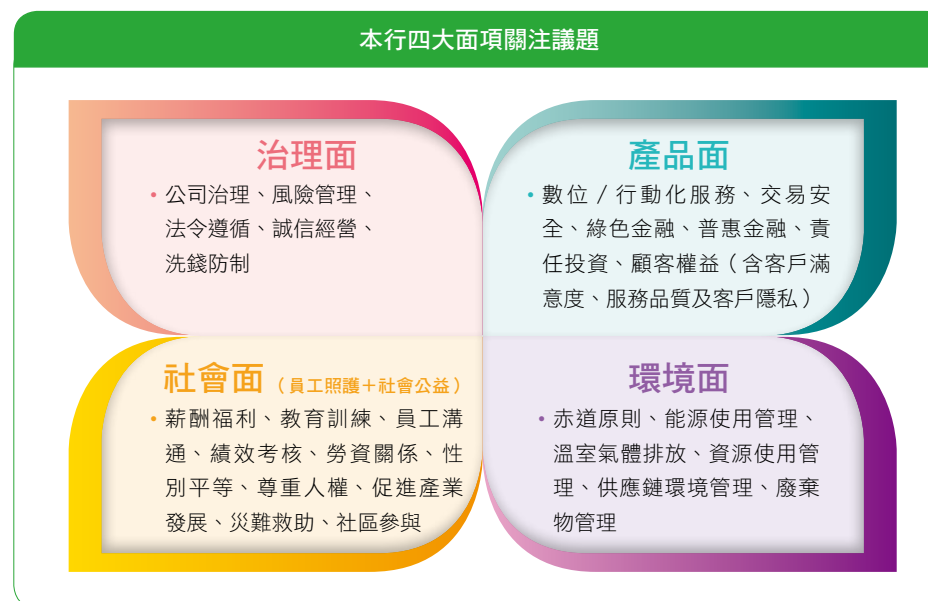 本行四大面項關注議題
治理面
• 公司治理、風險管理、
法令遵循、誠信經營、
洗錢防制
產品面
• 數位／行動化服務、交易安
全、綠色金融、普惠金融、責
任投資、顧客權益（含客戶滿
意度、服務品質及客戶隱私）
社會面（員工照護＋社會公益）
• 薪酬福利、教育訓練、員工溝
通、績效考核、勞資關係、性
別平等、尊重人權、促進產業
發展、災難救助、社區參與
環境面
• 赤道原則、能源使用管理、
溫室氣體排放、資源使用管
理、供應鏈環境管理、廢棄
物管理